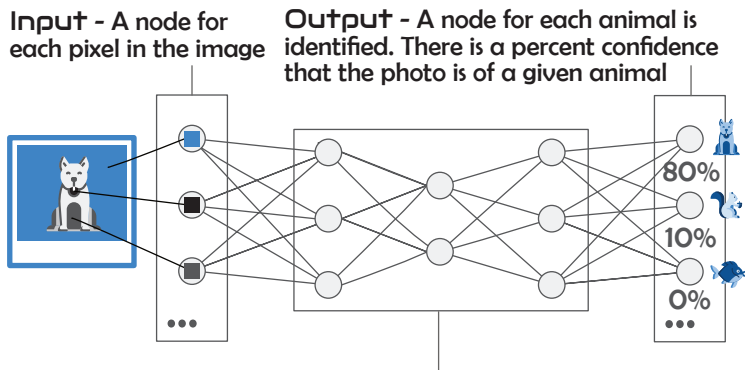 Input - A node for
each pixel in the image
Output - A node for each animal is
identified. There is a percent confidence
that the photo is of a given animal
80%
10%
0%